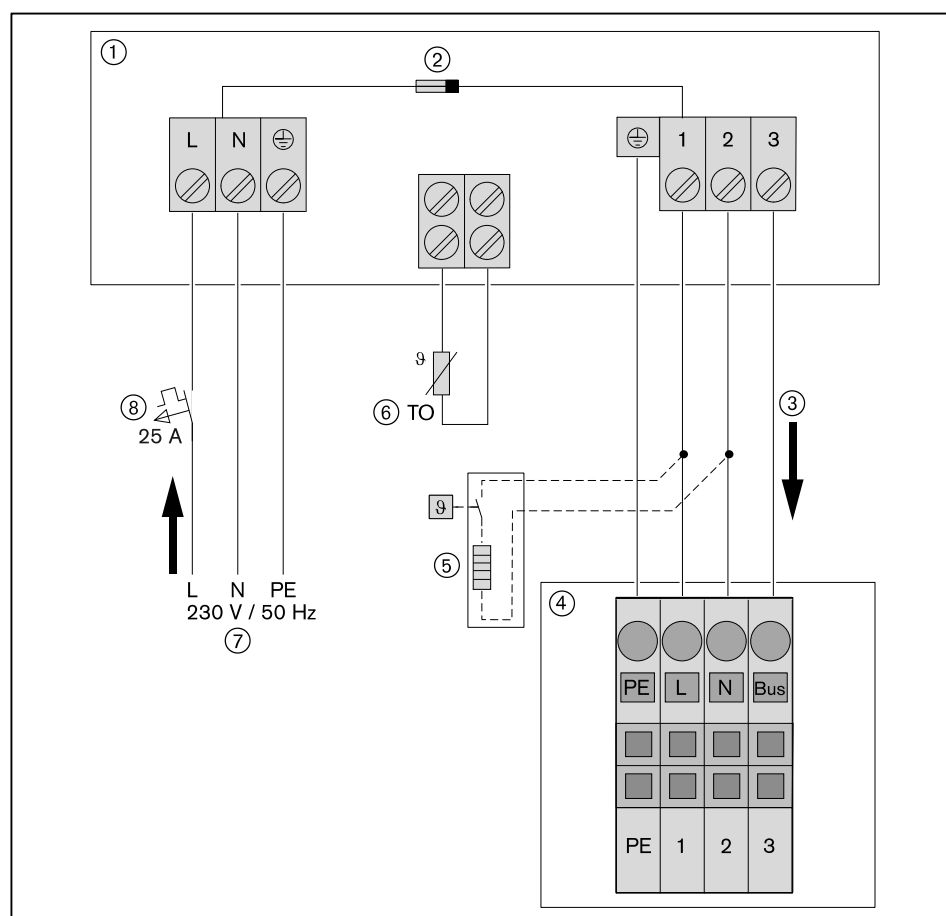 ①
②
L N ⏚
⏚ 1 2 3
ϑ
⑥ TO
⑧
25 A
③
ϑ
⑤
L N PE
230 V / 50 Hz
⑦
④
PE L N Bus
PE 1 2 3